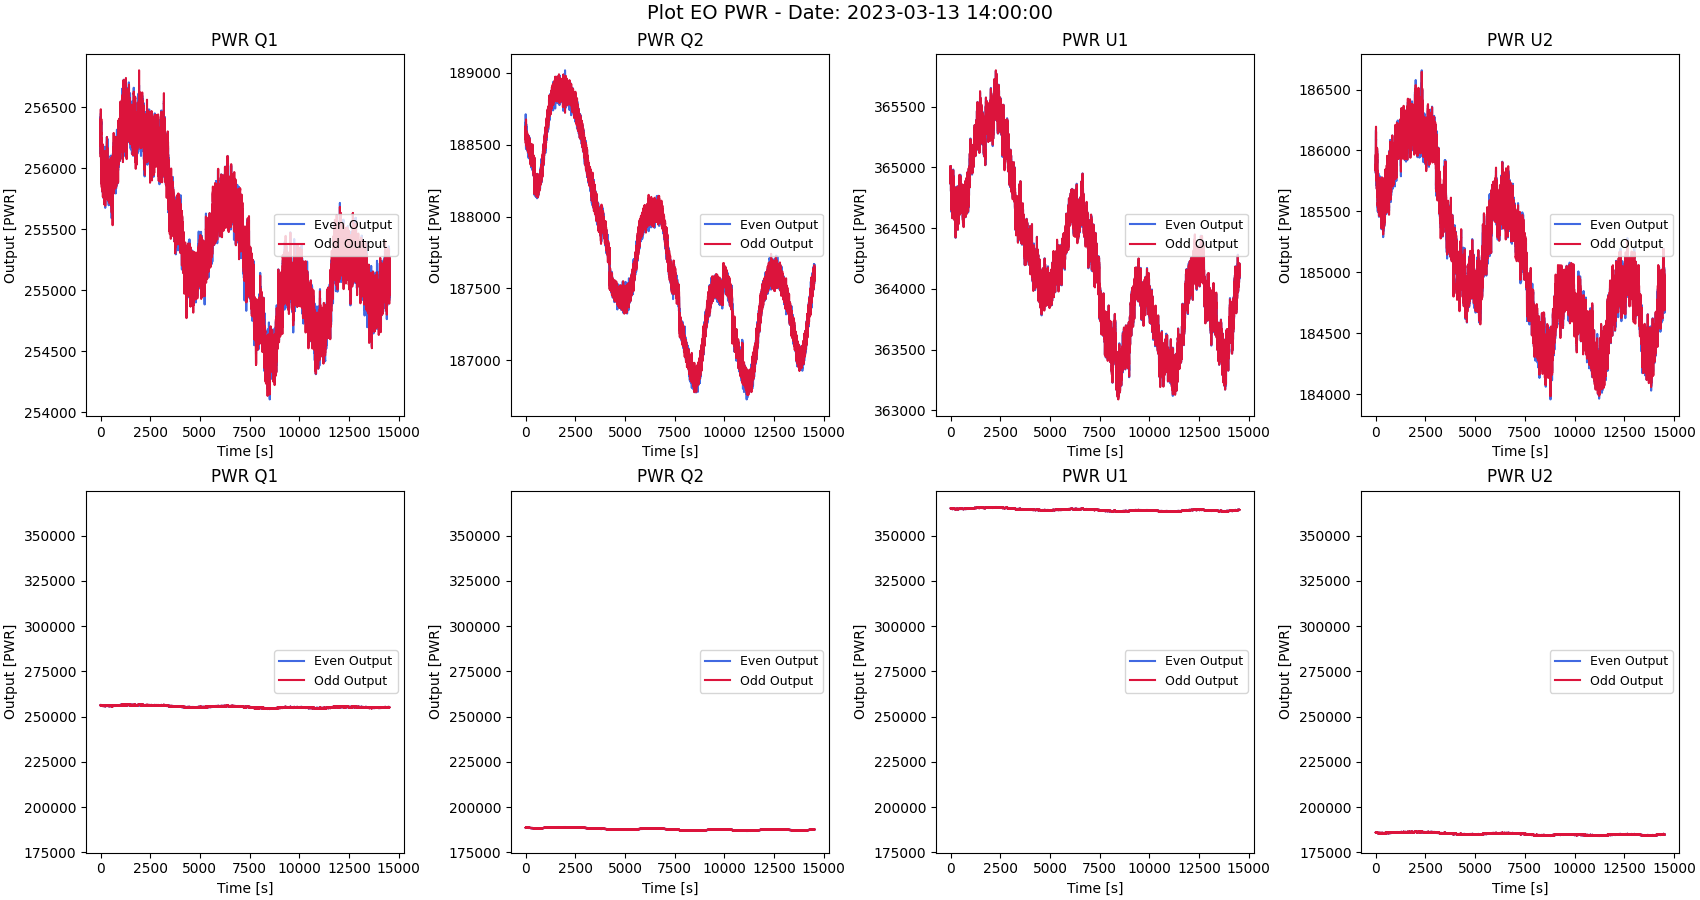 Plot EO PWR - Date: 2023-03-13 14:00:00
PWR Q1
PWR Q2
PWR U1
PWR U2
Output [PWR]
256500
256000
255500
255000
254500
254000
Even Output
Odd Output
0 2500 5000 7500 10000 12500 15000
Time [s]
Output [PWR]
189000
188500
188000
187500
187000
Even Output
Odd Output
0 2500 5000 7500 10000 12500 15000
Time [s]
Output [PWR]
365500
365000
364500
364000
363500
363000
Even Output
Odd Output
0 2500 5000 7500 10000 12500 15000
Time [s]
Output [PWR]
186500
186000
185500
185000
184500
184000
Even Output
Odd Output
0 2500 5000 7500 10000 12500 15000
Time [s]
PWR Q1
PWR Q2
PWR U1
PWR U2
Output [PWR]
350000
325000
300000
275000
250000
225000
200000
175000
Even Output
Odd Output
0 2500 5000 7500 10000 12500 15000
Time [s]
Output [PWR]
350000
325000
300000
275000
250000
225000
200000
175000
Even Output
Odd Output
0 2500 5000 7500 10000 12500 15000
Time [s]
Output [PWR]
350000
325000
300000
275000
250000
225000
200000
175000
Even Output
Odd Output
0 2500 5000 7500 10000 12500 15000
Time [s]
Output [PWR]
350000
325000
300000
275000
250000
225000
200000
175000
Even Output
Odd Output
0 2500 5000 7500 10000 12500 15000
Time [s]